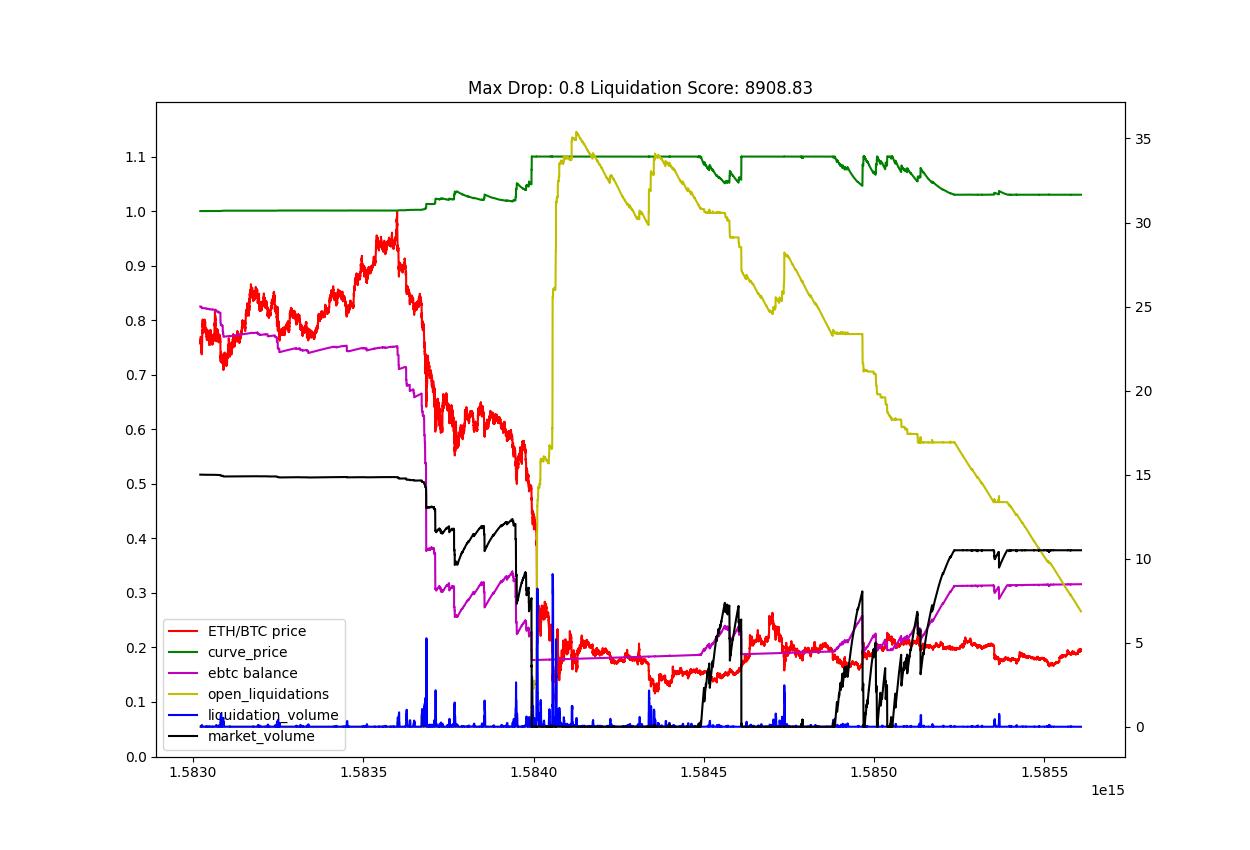 Max Drop: 0.8 Liquidation Score: 8908.83
1.1
1.0
0.9
0.8
0.7
0.6
0.5
0.4
0.3
0.2
0.1
0.0
35
30
25
20
15
10
5
0
ETH/BTC price
curve_price
ebtc balance
open_liquidations
liquidation_volume
market_volume
1.5830 1.5835 1.5840 1.5845 1.5850 1.5855
1e15